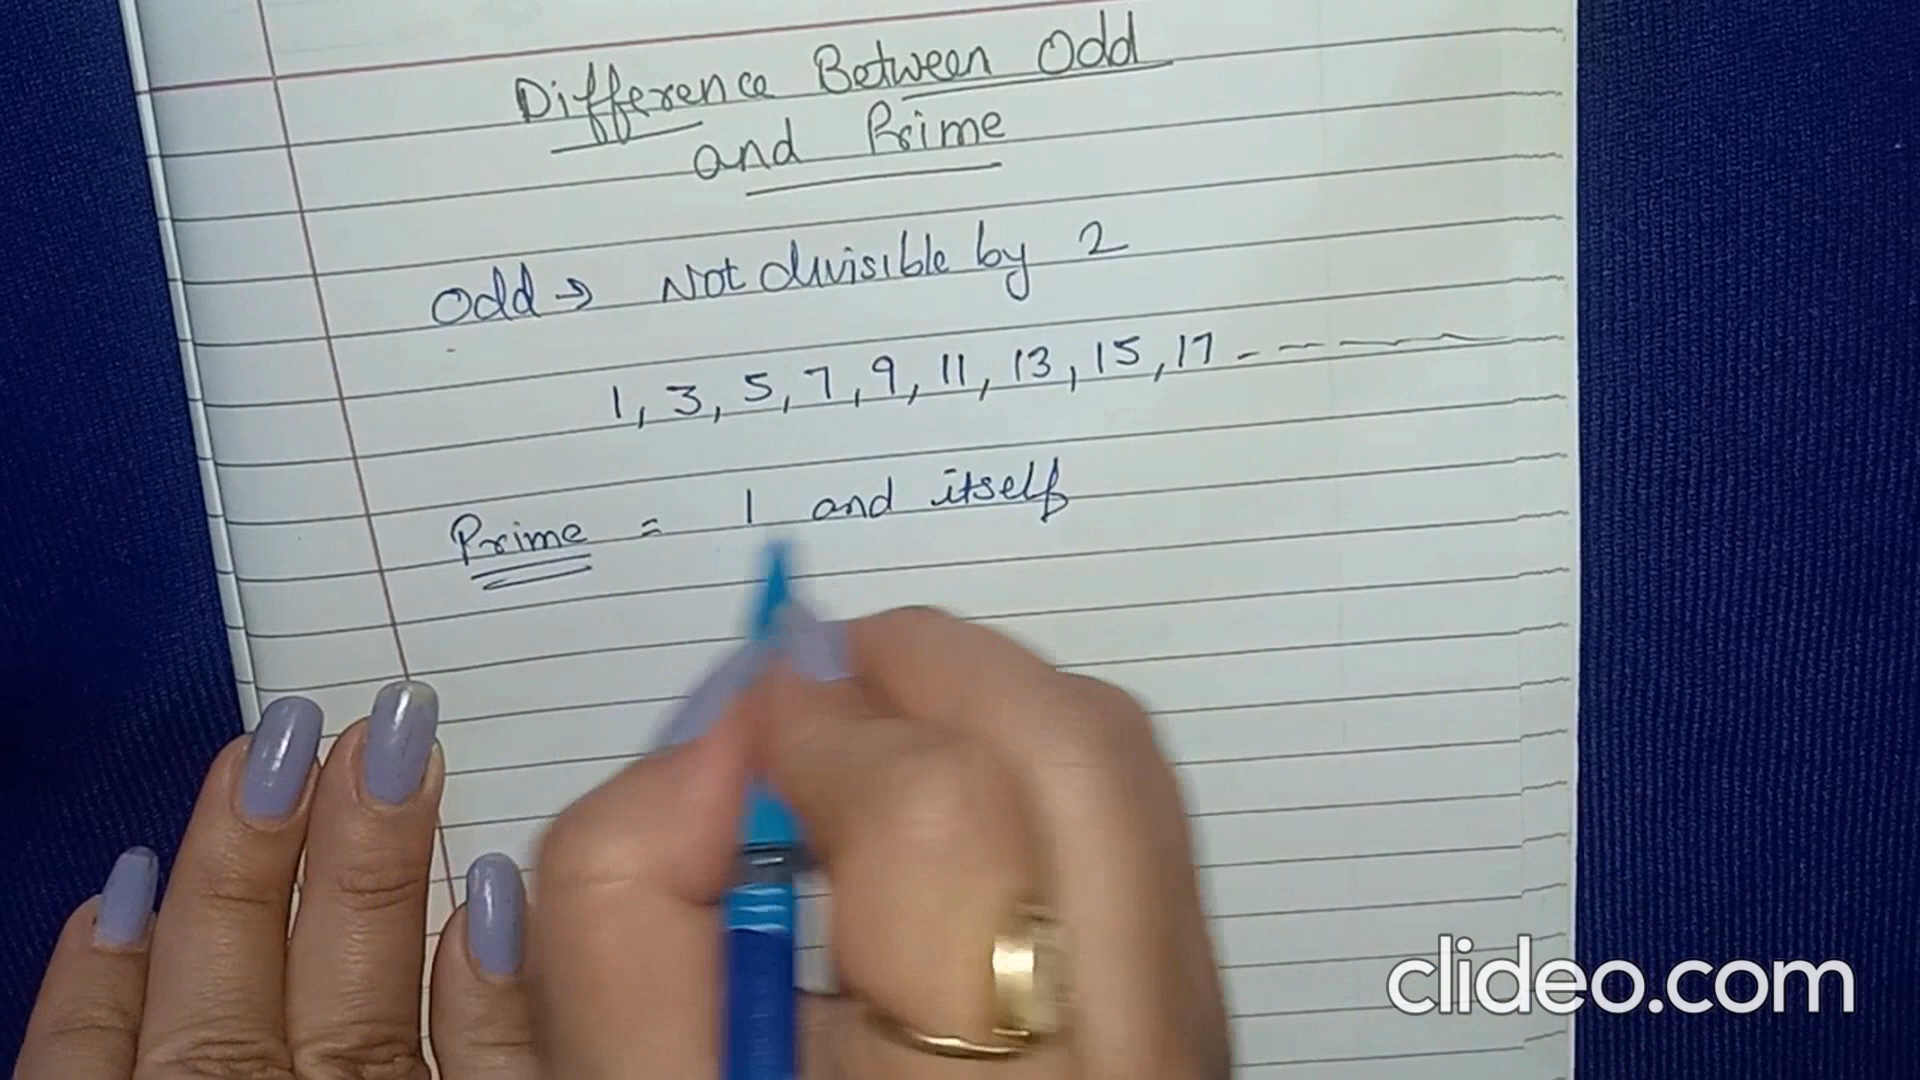 Difference Between Odd
and Prime
Odd → Not divisible by 2
1, 3, 5, 7, 9, 11, 13, 15, 17 - - - - -
Prime = 1 and itself
clideo.com